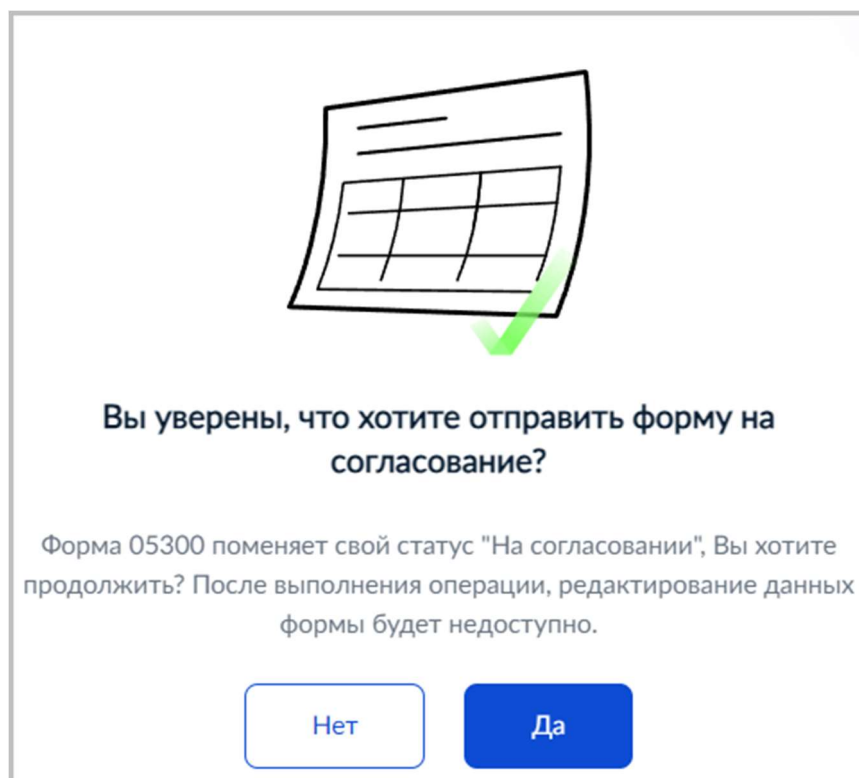 Вы уверены, что хотите отправить форму на
согласование?
Форма 05300 поменяет свой статус "На согласовании", Вы хотите
продолжить? После выполнения операции, редактирование данных
формы будет недоступно.
Нет
Да